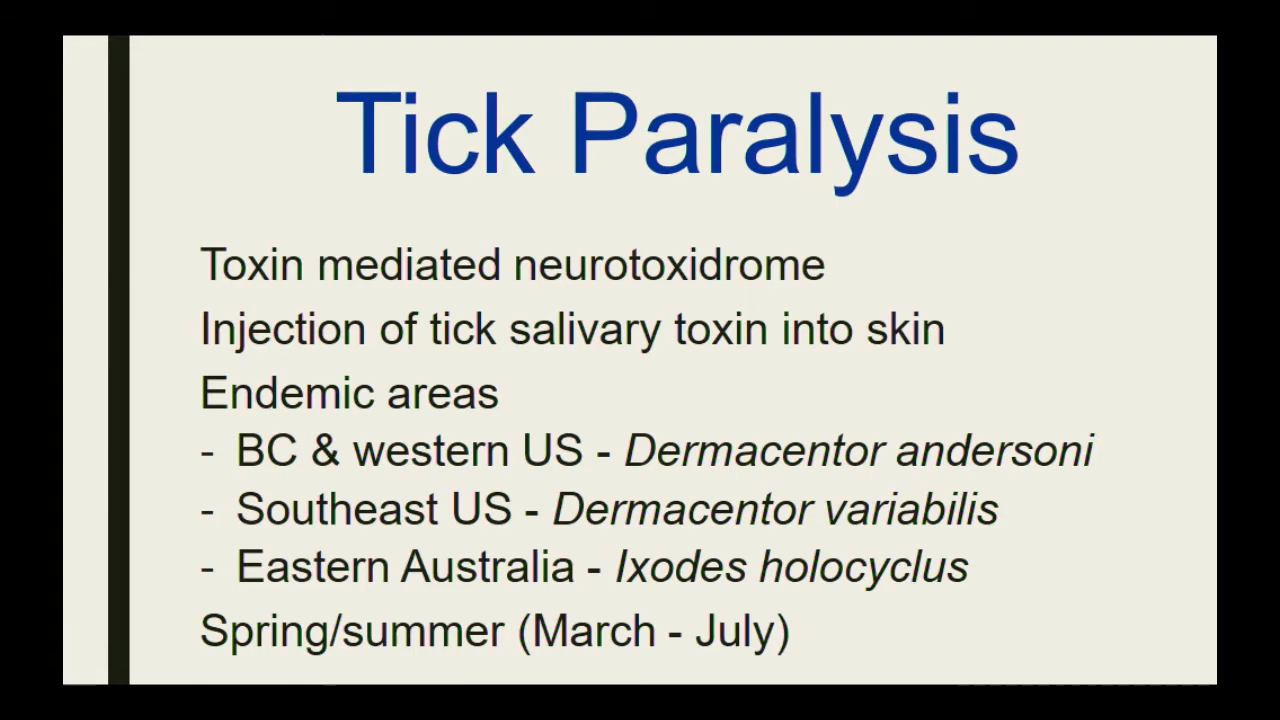 Tick Paralysis
Toxin mediated neurotoxidrome
Injection of tick salivary toxin into skin
Endemic areas
- BC & western US - Dermacentor andersoni
- Southeast US - Dermacentor variabilis
- Eastern Australia - Ixodes holocyclus
Spring/summer (March - July)